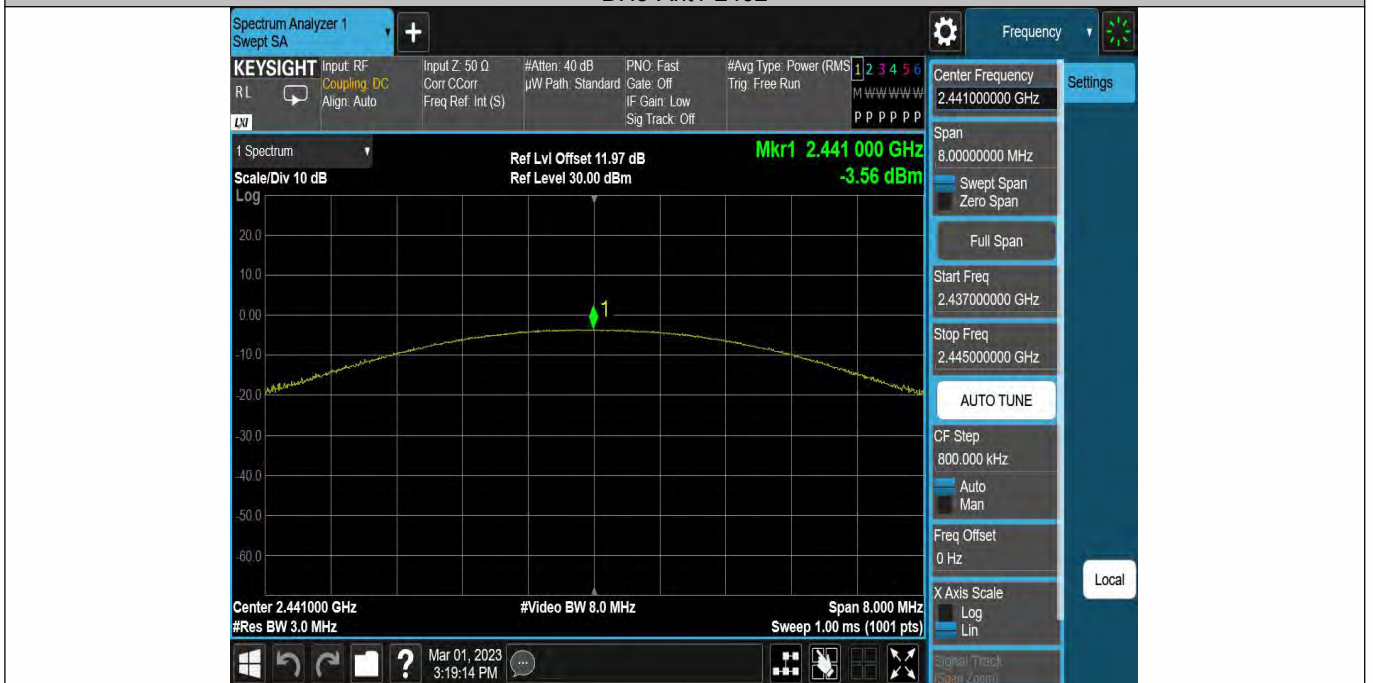 Spectrum Analyzer 1
Swept SA
+
Frequency
KEYSIGHT
RL
LXI
Input: RF
Coupling: DC
Align: Auto
Input Z: 50 Ω
Corr CCorr
Freq Ref: Int (S)
#Atten: 40 dB
µW Path: Standard
PNO: Fast
Gate: Off
IF Gain: Low
Sig Track: Off
#Avg Type: Power (RMS
Trig: Free Run
1 2 3 4 5 6
M W W W W W
P P P P P P
1 Spectrum
Scale/Div 10 dB
Ref Lvl Offset 11.97 dB
Ref Level 30.00 dBm
Mkr1 2.441 000 GHz
-3.56 dBm
Log
20.0
10.0
0.00
-10.0
-20.0
-30.0
-40.0
-50.0
-60.0
1
Center 2.441000 GHz
#Res BW 3.0 MHz
#Video BW 8.0 MHz
Span 8.000 MHz
Sweep 1.00 ms (1001 pts)
Mar 01, 2023
3:19:14 PM
?
Center Frequency
2.441000000 GHz
Settings
Span
8.00000000 MHz
Swept Span
Zero Span
Full Span
Start Freq
2.437000000 GHz
Stop Freq
2.445000000 GHz
AUTO TUNE
CF Step
800.000 kHz
Auto
Man
Freq Offset
0 Hz
X Axis Scale
Log
Lin
Signal Track
(Span Zoom)
Local